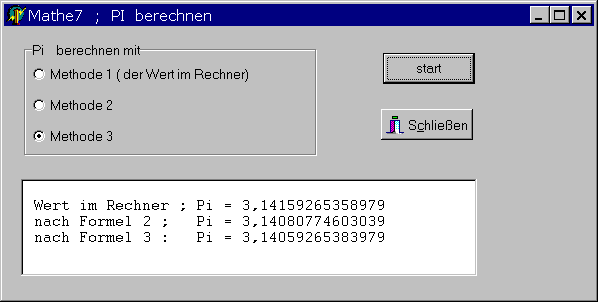 Mathe7 ; PI berechnen
Pi berechnen mit
Methode 1 ( der Wert im Rechner)
Methode 2
Methode 3
start
Schließen
Wert im Rechner ; Pi = 3,14159265358979
nach Formel 2 ; Pi = 3,14080774603039
nach Formel 3 : Pi = 3,14059265383979